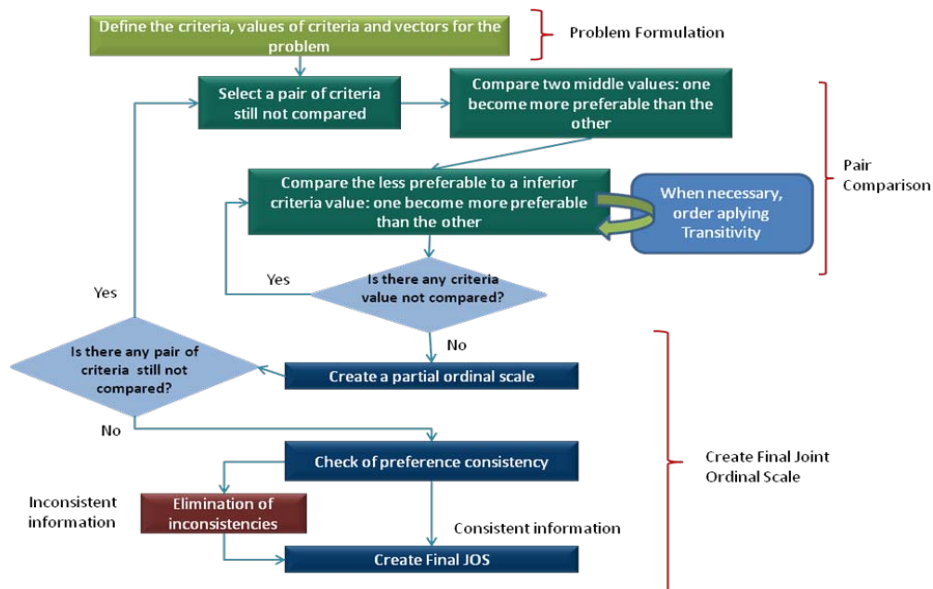 Define the criteria, values of criteria and vectors for the
problem
Problem Formulation
Select a pair of criteria
still not compared
Compare two middle values: one
become more preferable than the
other
Pair
Comparison
Compare the less preferable to a inferior
criteria value: one become more preferable
than the other
When necessary,
order aplying
Transitivity
Yes
Is there any criteria
value not compared?
Yes
No
Is there any pair of
criteria still not
compared?
Create a partial ordinal scale
No
Check of preference consistency
Create Final Joint
Ordinal Scale
Inconsistent
information
Elimination of
inconsistencies
Consistent information
Create Final JOS